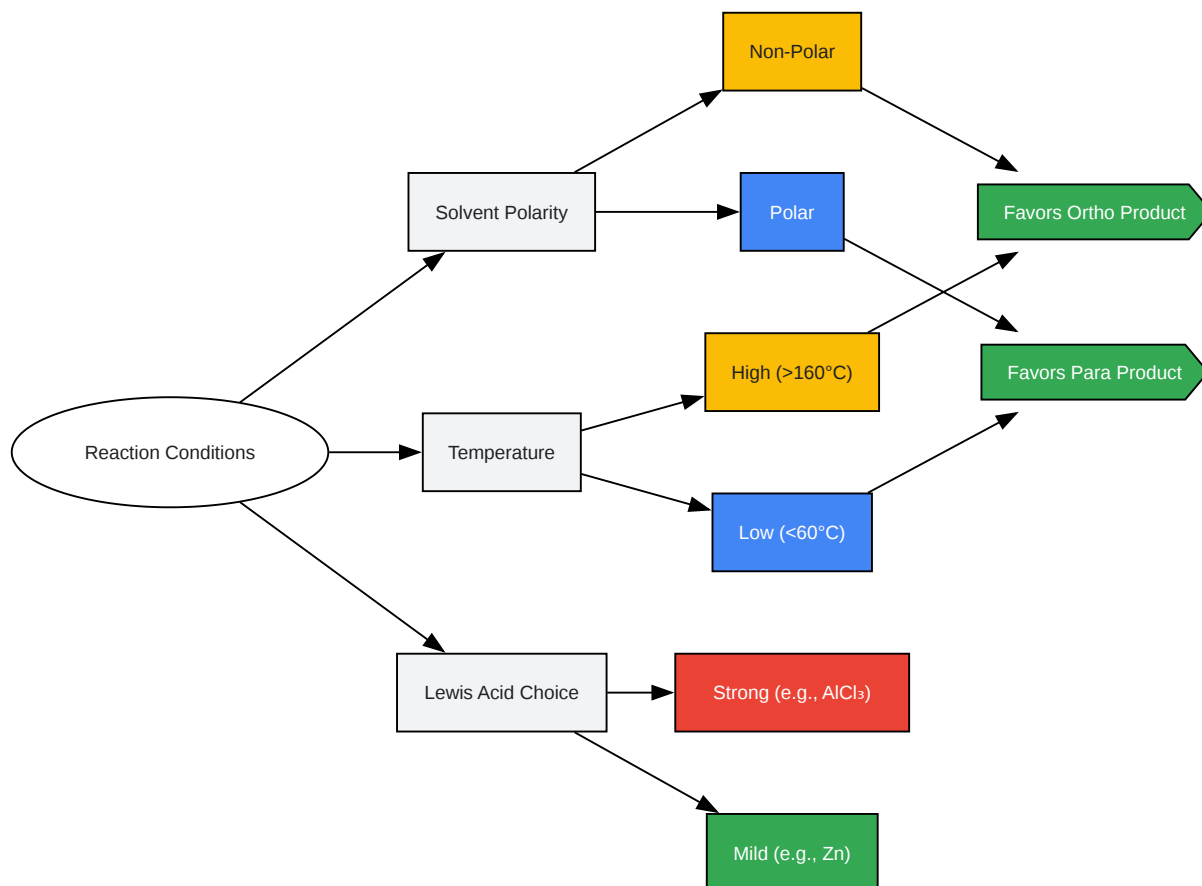 Non-Polar
Solvent Polarity
Polar
Favors Ortho Product
High (>160°C)
Favors Para Product
Reaction Conditions
Temperature
Low (<60°C)
Lewis Acid Choice
Strong (e.g., AlCl₃)
Mild (e.g., Zn)